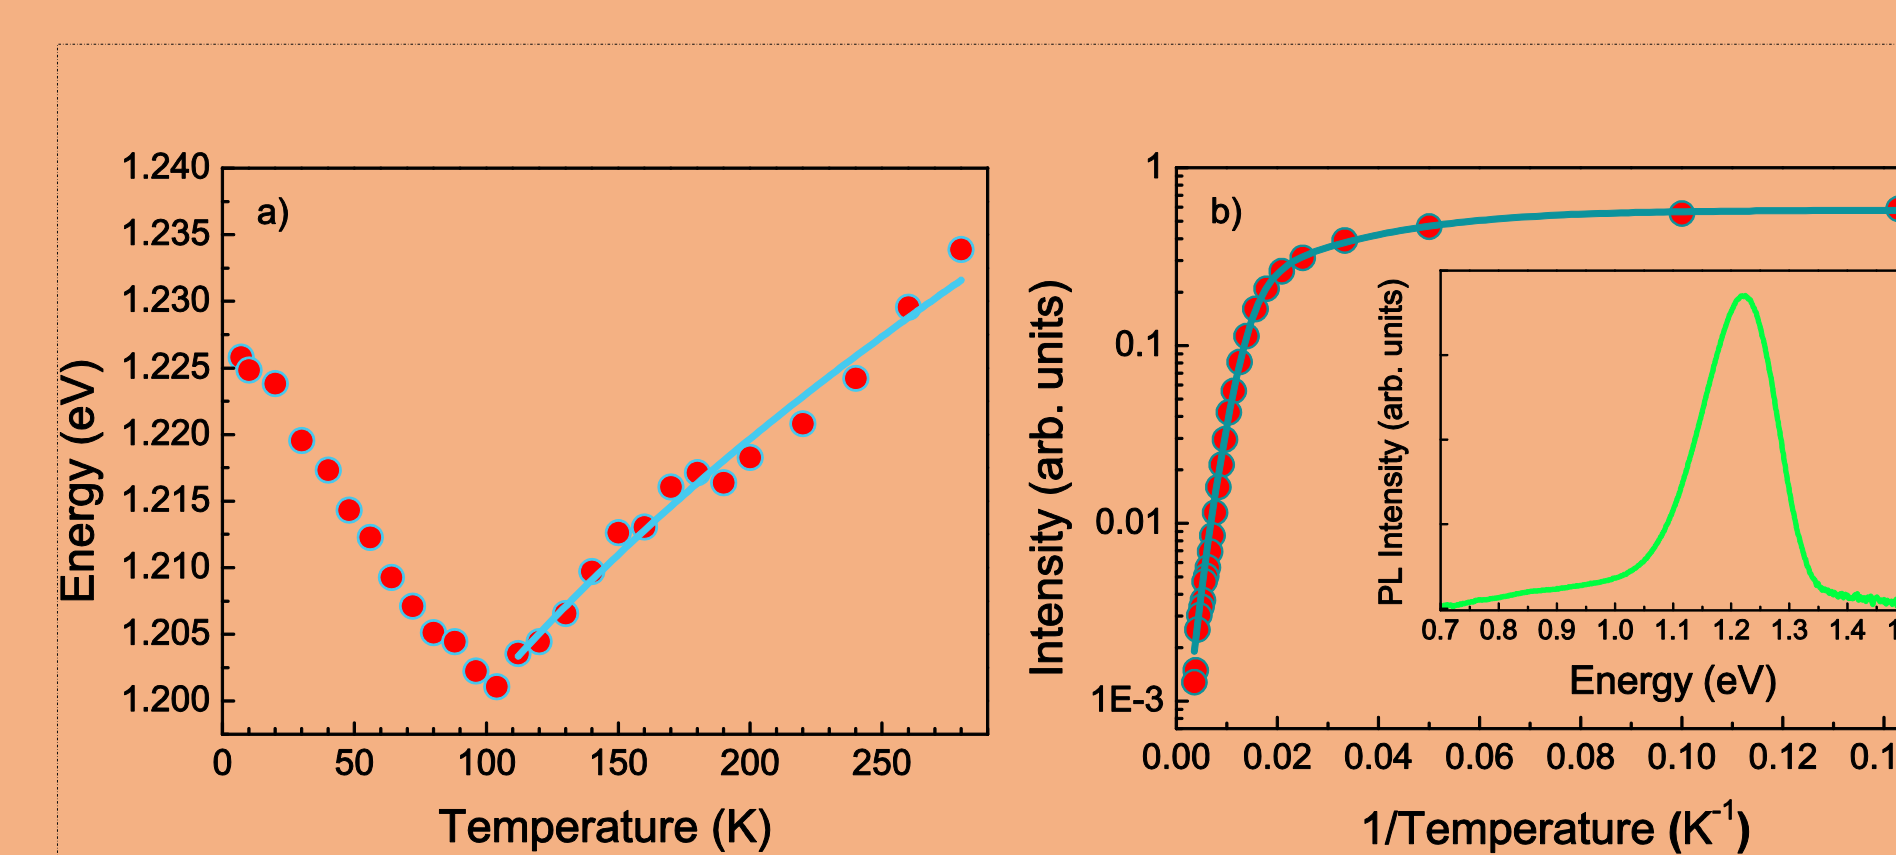 a)
1.240
1.235
1.230
1.225
1.220
1.215
1.210
1.205
1.200
Energy (eV)
0 50 100 150 200 250
Temperature (K)
b)
1
0.1
0.01
1E-3
Intensity (arb. units)
0.00 0.02 0.04 0.06 0.08 0.10 0.12
1/Temperature (K⁻¹)
PL Intensity (arb. units)
0.7 0.8 0.9 1.0 1.1 1.2 1.3 1.4
Energy (eV)